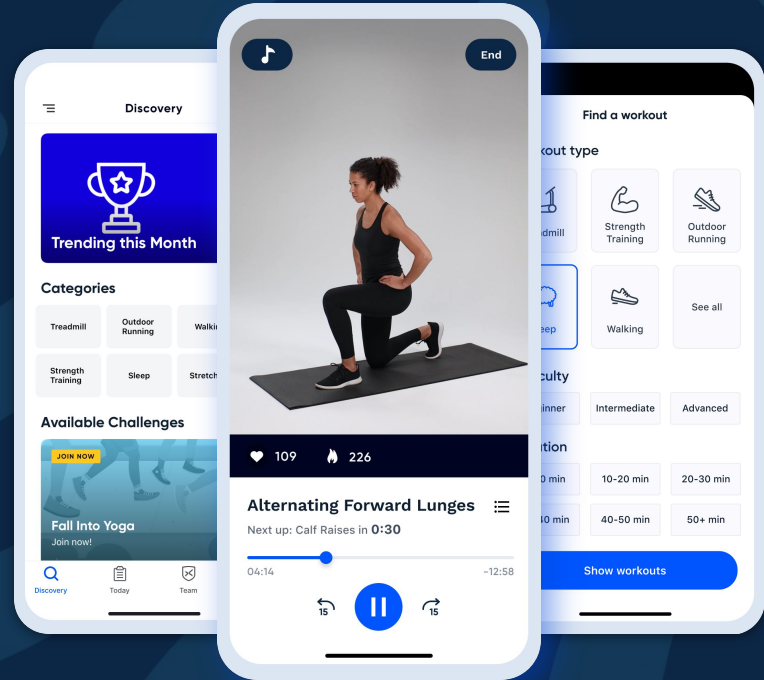 Discovery
Trending this Month
Categories
Treadmill
Outdoor
Running
Strength
Training
Sleep
Available Challenges
JOIN NOW
Fall Into Yoga
Join now!
Discovery
Today
Team
End
109
226
Alternating Forward Lunges
Next up: Calf Raises in 0:30
04:14
-12:58
15
15
Find a workout
type
Strength
Training
Outdoor
Running
Walking
See all
Intermediate
Advanced
min
10-20 min
20-30 min
min
40-50 min
50+ min
Show workouts